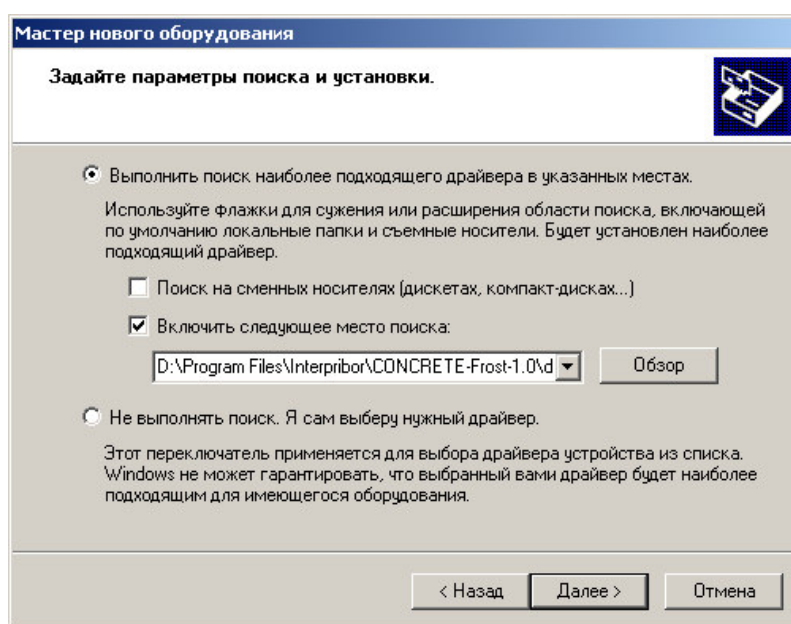 Мастер нового оборудования
Задайте параметры поиска и установки.
Выполнить поиск наиболее подходящего драйвера в указанных местах.
Используйте флажки для сужения или расширения области поиска, включающей
по умолчанию локальные папки и съемные носители. Будет установлен наиболее
подходящий драйвер.
Поиск на сменных носителях (дискетах, компакт-дисках...)
Включить следующее место поиска:
D:\Program Files\Interpribor\CONCRETE-Frost-1.0\d
Обзор
Не выполнять поиск. Я сам выберу нужный драйвер.
Этот переключатель применяется для выбора драйвера устройства из списка.
Windows не может гарантировать, что выбранный вами драйвер будет наиболее
подходящим для имеющегося оборудования.
< Назад
Далее >
Отмена